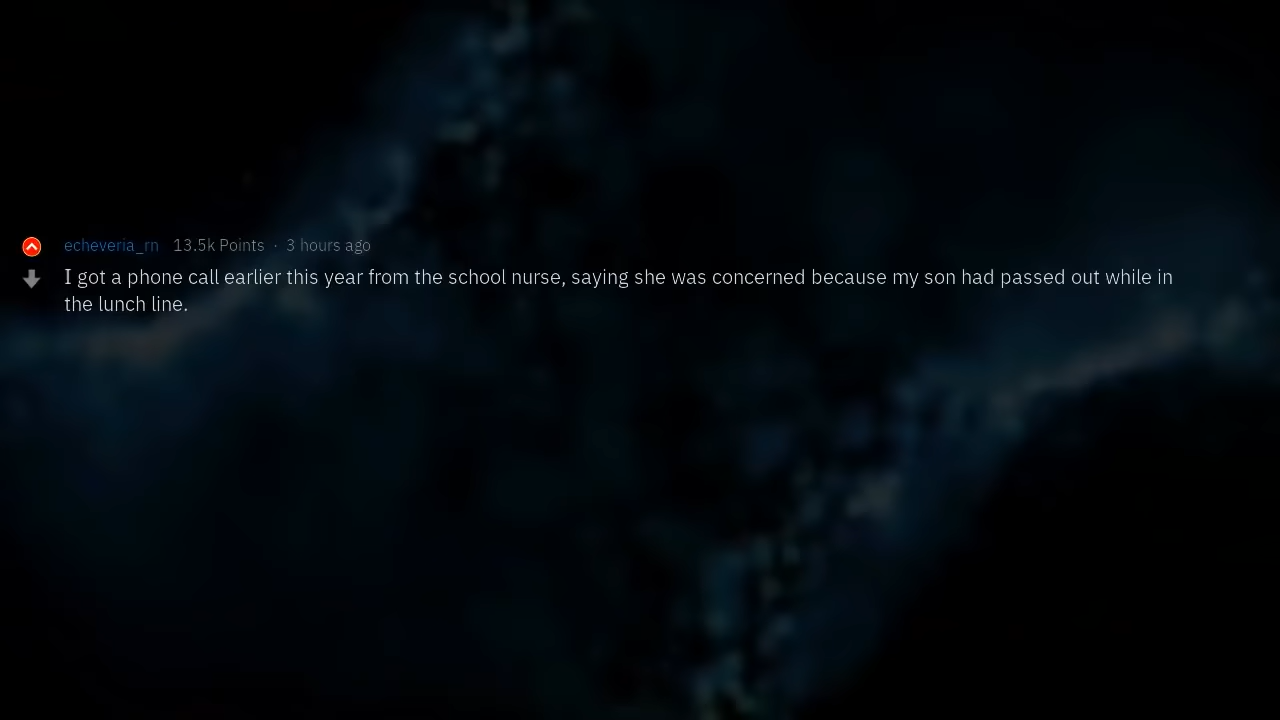 echeveria_rn 13.5k Points · 3 hours ago
I got a phone call earlier this year from the school nurse, saying she was concerned because my son had passed out while in
the lunch line.